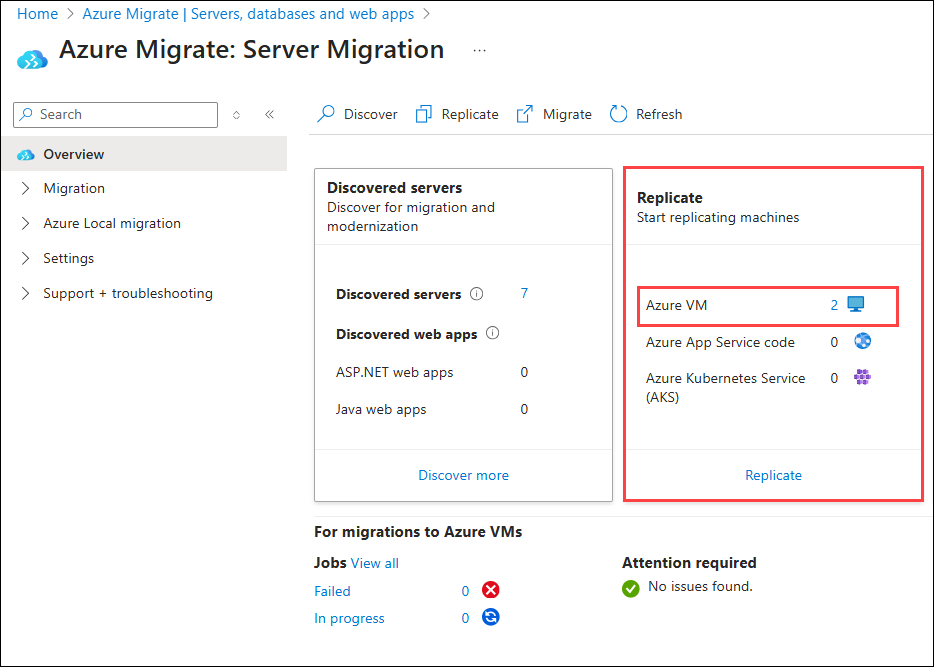 Home > Azure Migrate | Servers, databases and web apps >
Azure Migrate: Server Migration ...
Search
Overview
Migration
Azure Local migration
Settings
Support + troubleshooting
Discover Replicate Migrate Refresh
Discovered servers
Discover for migration and
modernization
Discovered servers 7
Discovered web apps
ASP.NET web apps 0
Java web apps 0
Discover more
Replicate
Start replicating machines
Azure VM 2
Azure App Service code 0
Azure Kubernetes Service 0
(AKS)
Replicate
For migrations to Azure VMs
Jobs View all
Failed 0
In progress 0
Attention required
No issues found.